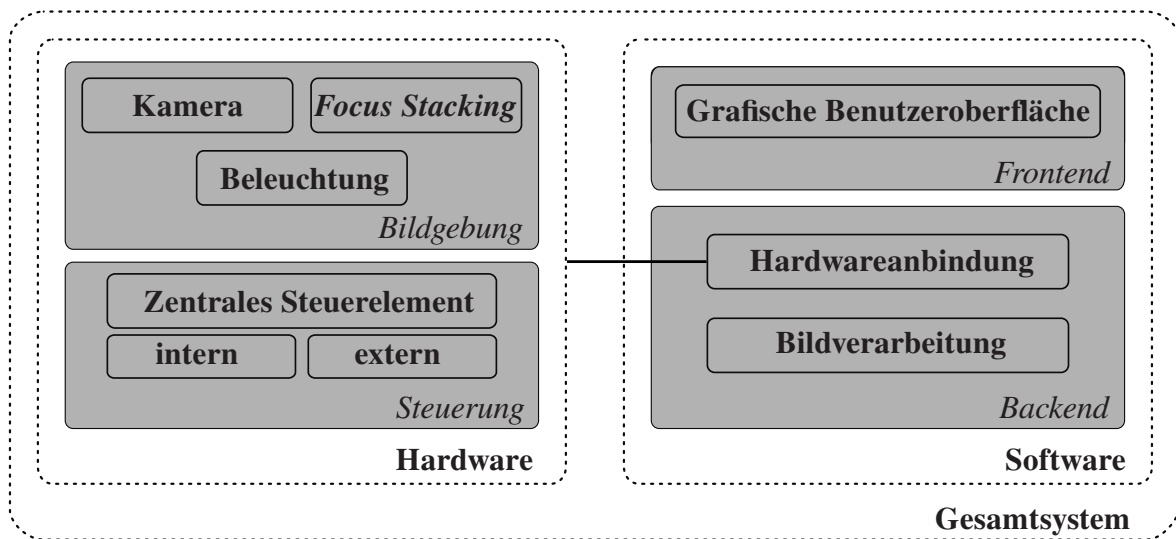 Kamera
Focus Stacking
Beleuchtung
Bildgebung
Zentrales Steuerelement
intern
extern
Steuerung
Hardware
Grafische Benutzeroberfläche
Frontend
Hardwareanbindung
Bildverarbeitung
Backend
Software
Gesamtsystem